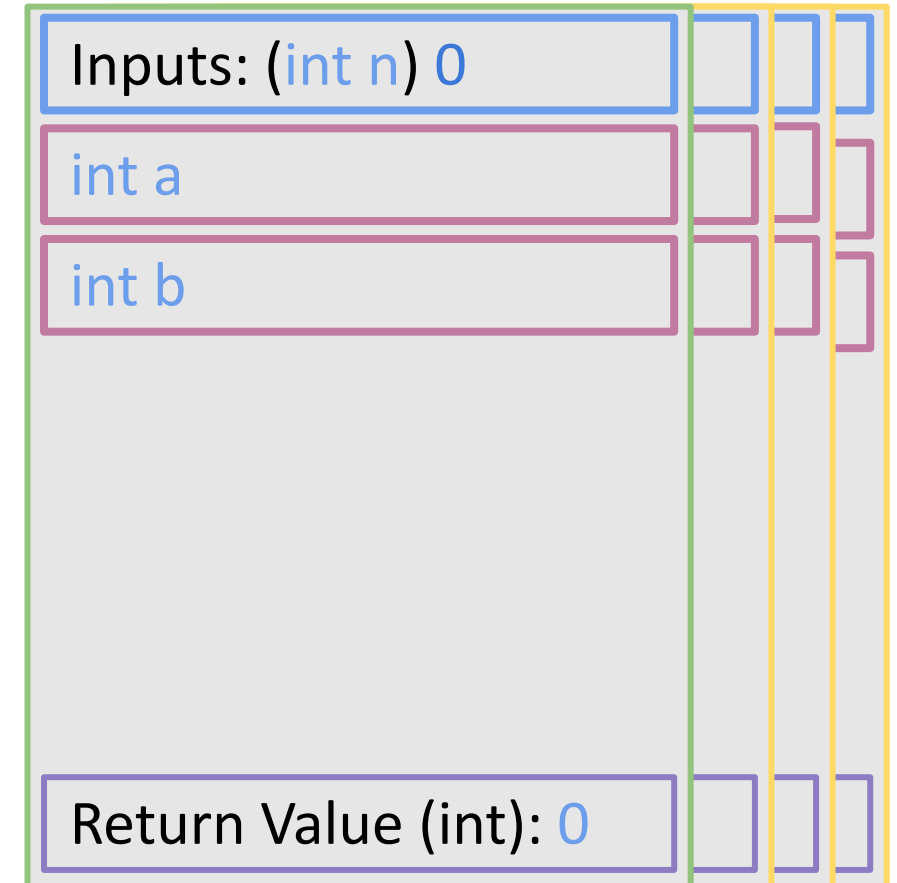 Inputs: (int n) 0
int a
int b
Return Value (int): 0